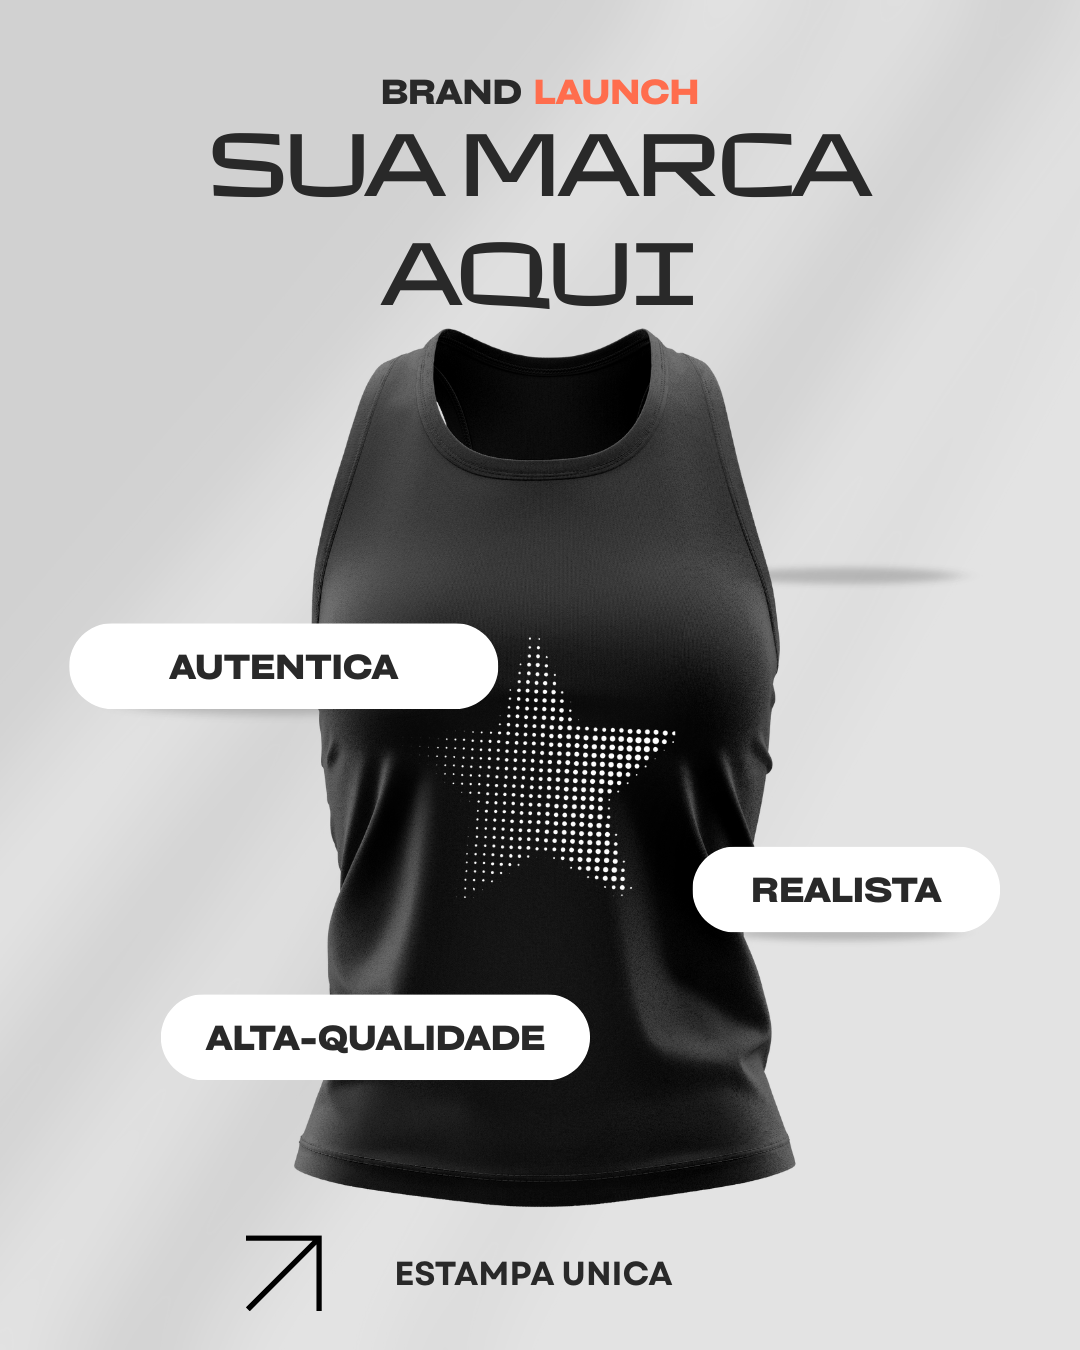 BRAND LAUNCH
SUA MARCA
AQUI
AUTENTICA
REALISTA
ALTA-QUALIDADE
ESTAMPA UNICA